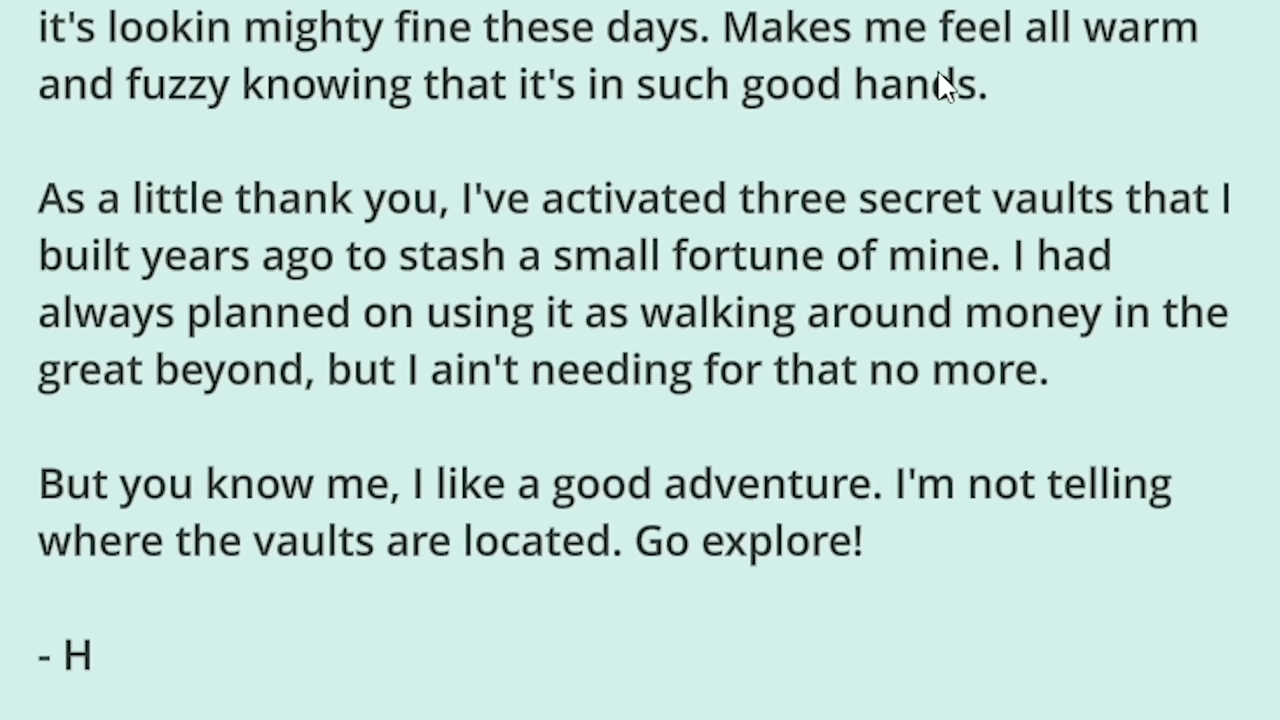 it's lookin mighty fine these days. Makes me feel all warm
and fuzzy knowing that it's in such good hands.
As a little thank you, I've activated three secret vaults that I
built years ago to stash a small fortune of mine. I had
always planned on using it as walking around money in the
great beyond, but I ain't needing for that no more.
But you know me, I like a good adventure. I'm not telling
where the vaults are located. Go explore!
- H